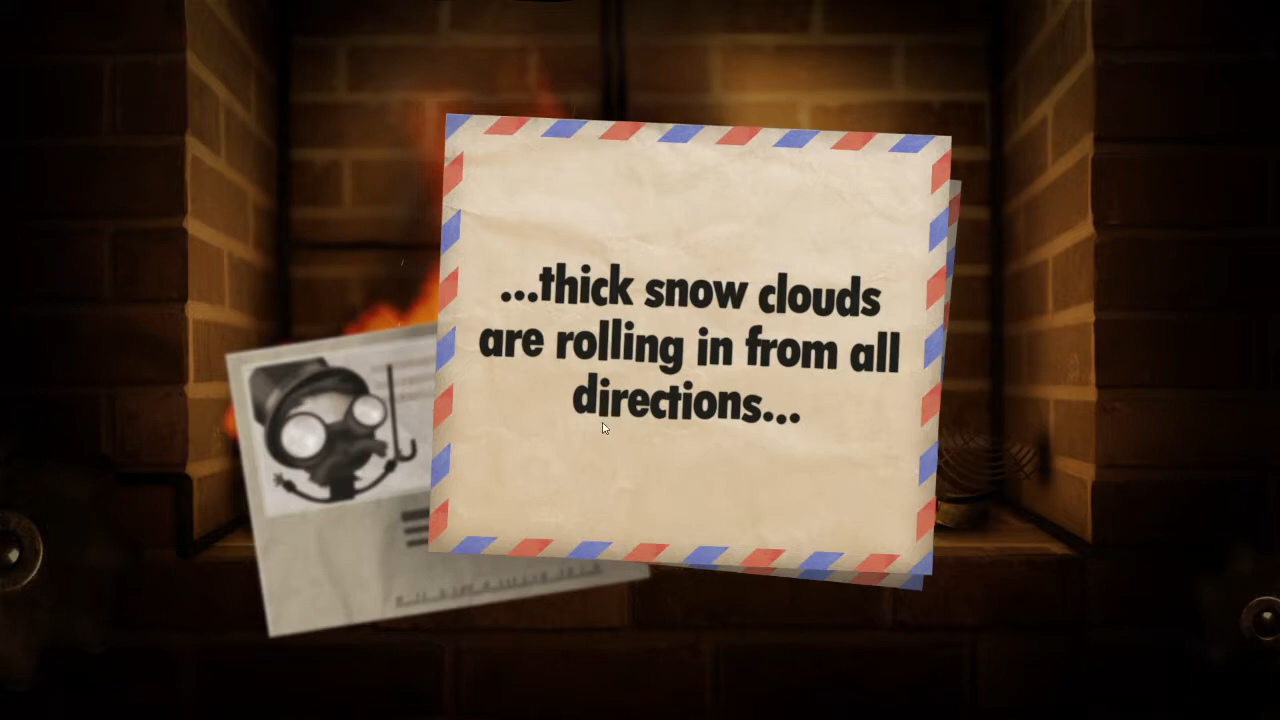 ...thick snow clouds
are rolling in from all
directions...